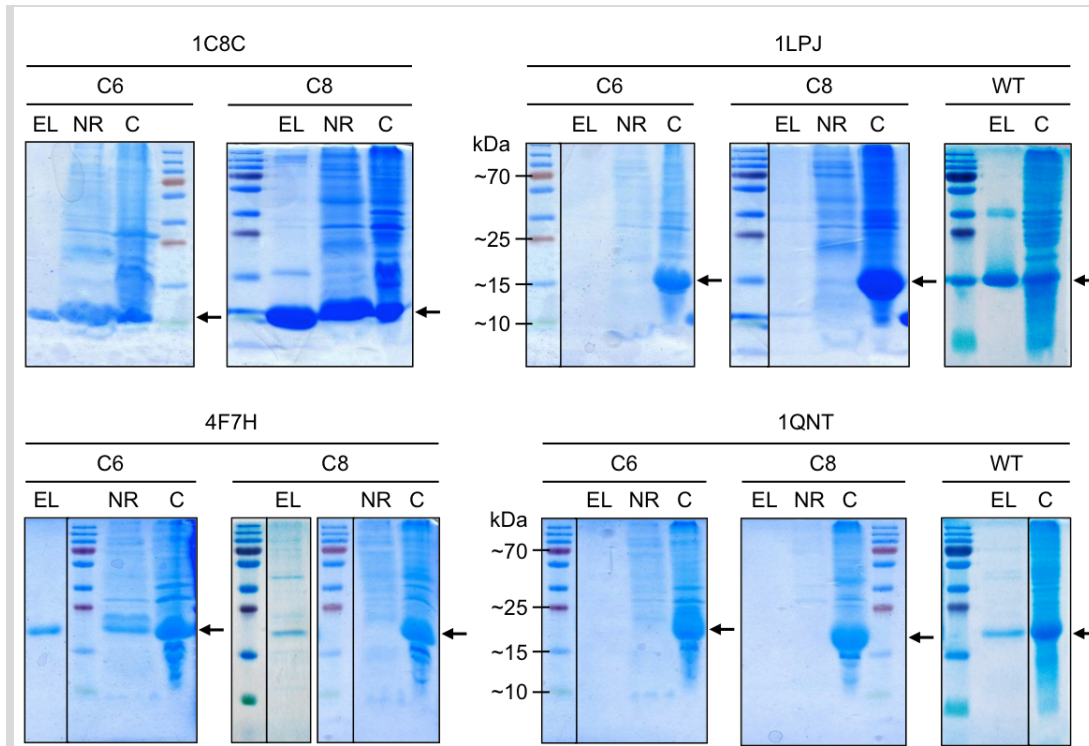 1C8C 1LPJ
C6 C8 C6 C8 WT
EL NR C EL NR C EL NR C EL NR C EL C
kDa
~70
~25
~15
~10
4F7H 1QNT
C6 C8 C6 C8 WT
EL NR C EL NR C EL NR C EL NR C EL C
kDa
~70
~25
~15
~10